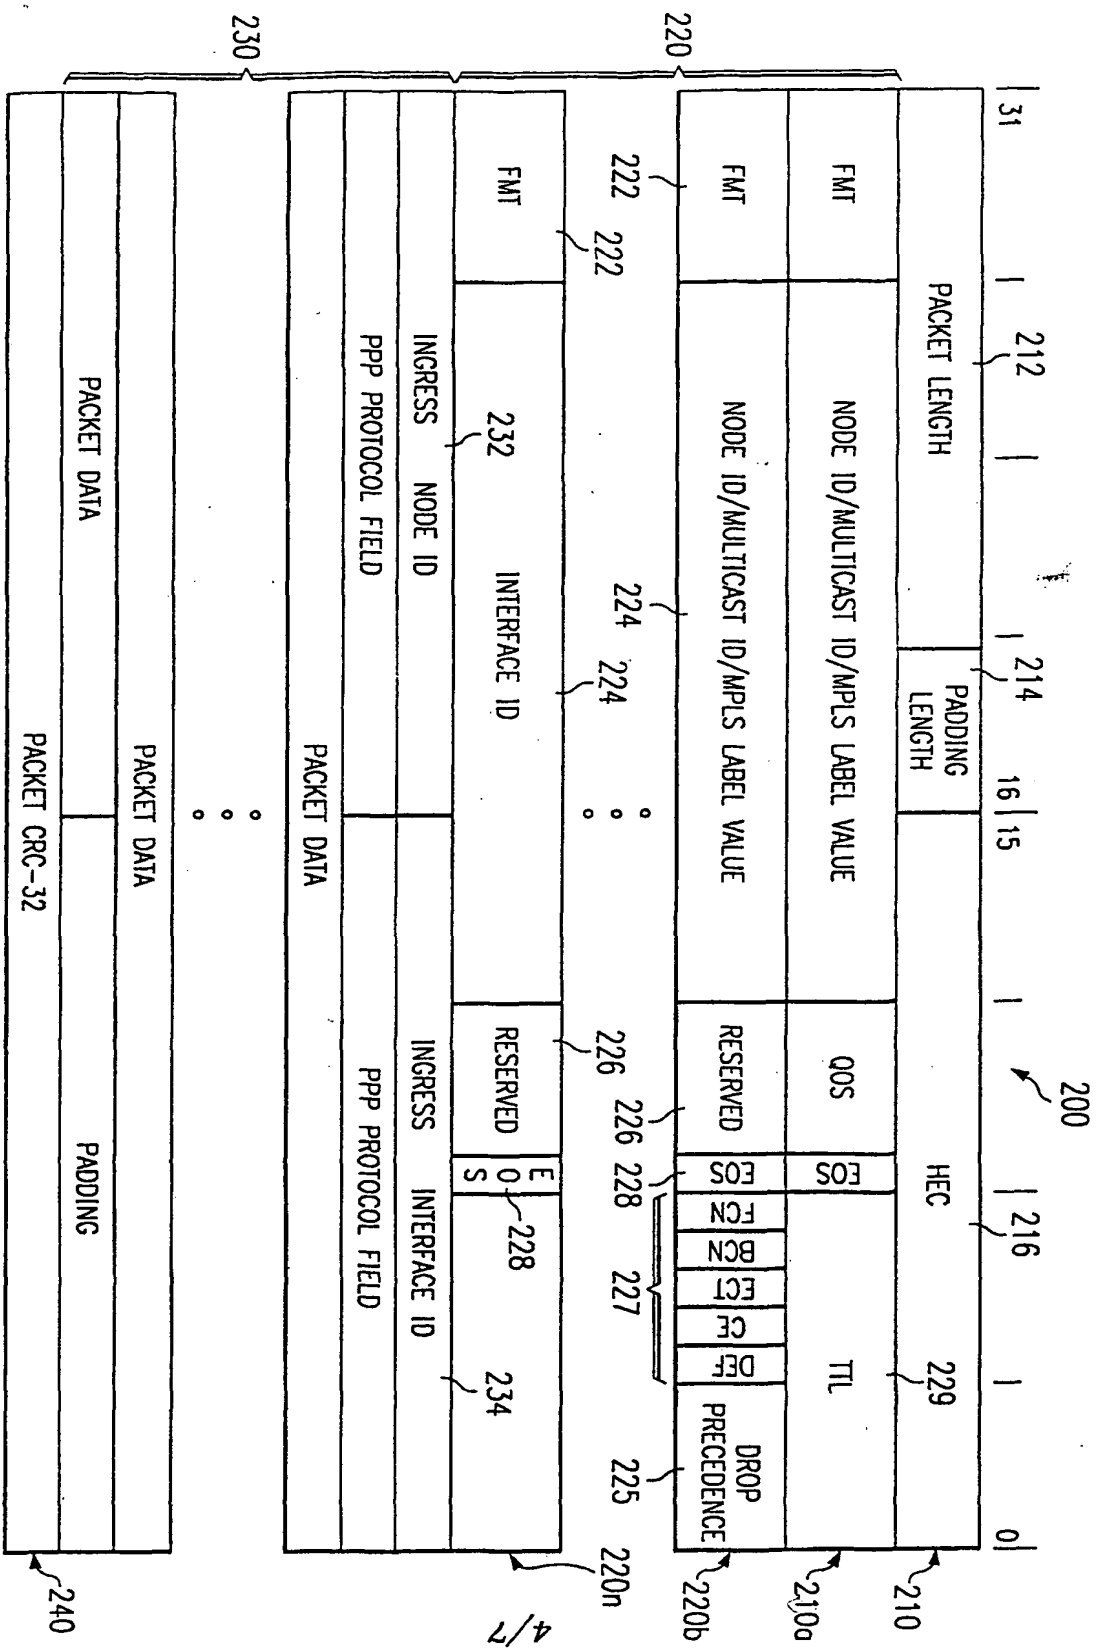 200
31
212
214
16
15
216
0
PACKET LENGTH
PADDING
LENGTH
HEC
210
FMT
NODE ID/MULTICAST ID/MPLS LABEL VALUE
QOS
EOS
TTL
229
210a
220
FMT
NODE ID/MULTICAST ID/MPLS LABEL VALUE
RESERVED
EOS
FCN
BCN
ECT
CE
DEF
DROP
PRECEDENCE
220b
222
224
226
228
227
225
222
224
226
FMT
INTERFACE ID
RESERVED
E
O
S
228
220n
232
INGRESS NODE ID
INGRESS INTERFACE ID
234
PPP PROTOCOL FIELD
PPP PROTOCOL FIELD
PACKET DATA
230
PACKET DATA
PACKET DATA
PADDING
PACKET CRC-32
240
4/7